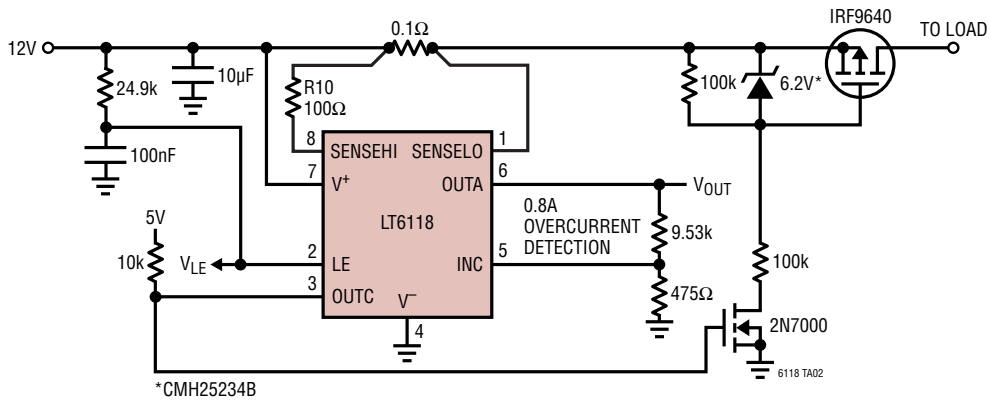 IRF9640
TO LOAD
0.1Ω
12V
24.9k
10µF
R10
100Ω
100k
6.2V*
100nF
8
SENSEHI
SENSELO
1
7
V+
OUTA
6
VOUT
5V
LT6118
0.8A
OVERCURRENT
DETECTION
9.53k
10k
VLE
2
LE
INC
5
100k
3
OUTC
V–
475Ω
4
2N7000
6118 TA02
*CMH25234B